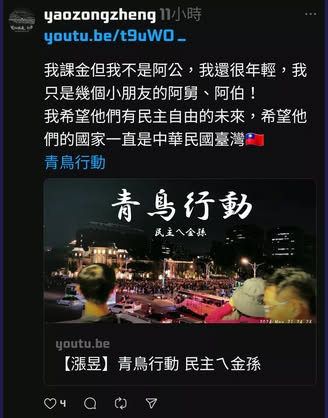 yaozongzheng 11小時
youtu.be/t9uWO_
我課金但我不是阿公，我還很年輕，我
只是幾個小朋友的阿舅、阿伯！
我希望他們有民主自由的未來，希望他
們的國家一直是中華民國臺灣🇹🇼
青鳥行動
青鳥行動
民主ㄟ金孫
youtu.be
【漲昱】青鳥行動 民主ㄟ金孫
4